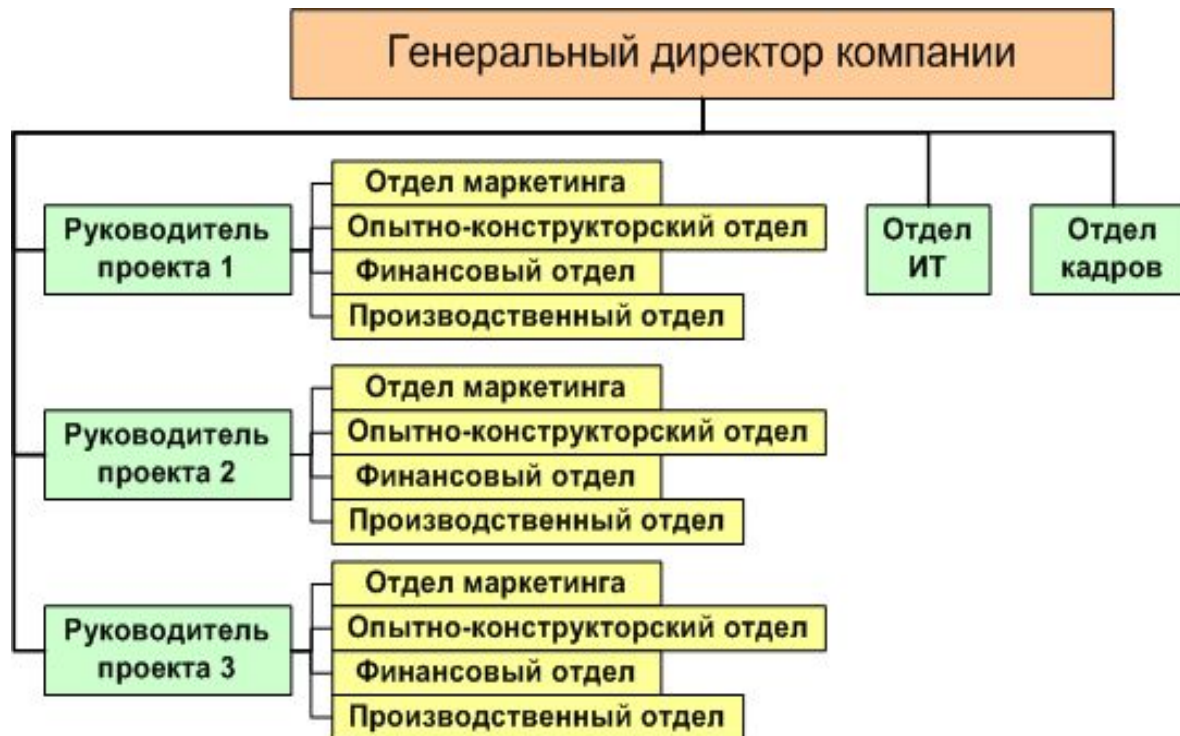 Генеральный директор компании
Руководитель
проекта 1
Отдел маркетинга
Опытно-конструкторский отдел
Финансовый отдел
Производственный отдел
Отдел
ИТ
Отдел
кадров
Руководитель
проекта 2
Отдел маркетинга
Опытно-конструкторский отдел
Финансовый отдел
Производственный отдел
Руководитель
проекта 3
Отдел маркетинга
Опытно-конструкторский отдел
Финансовый отдел
Производственный отдел